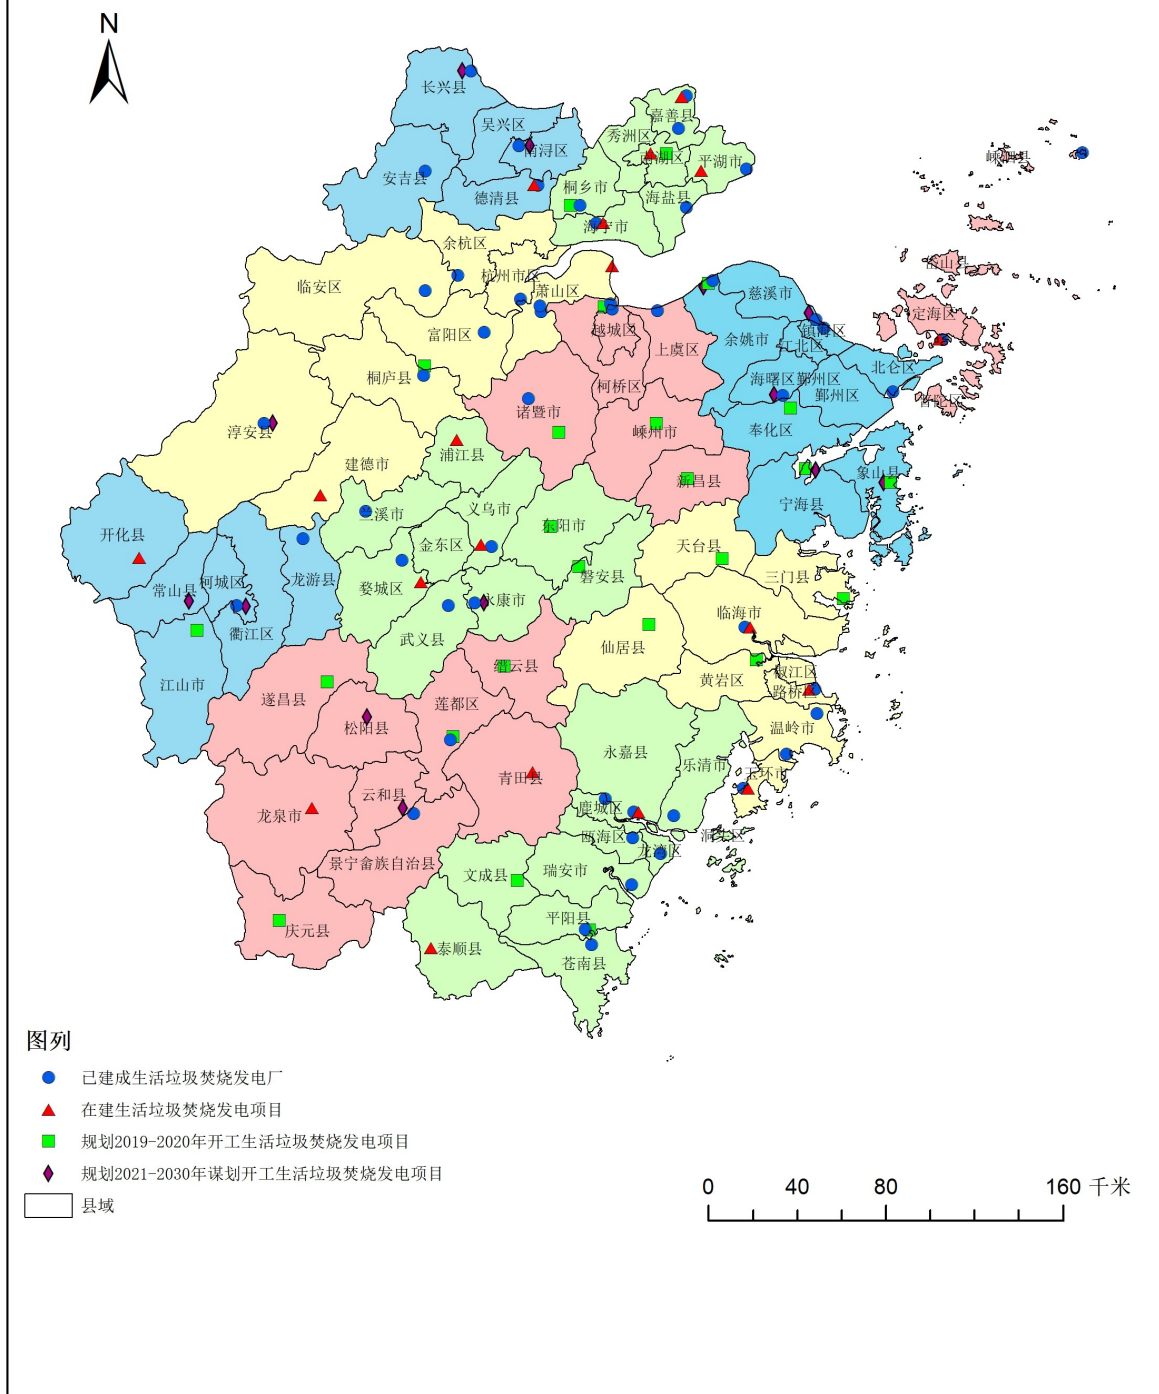 N
长兴县
吴兴区
南浔区
安吉县
德清县
嘉善县
秀洲区
南湖区
平湖市
桐乡市
海盐县
海宁市
嵊泗县
岱山县
定海区
普陀区
余杭区
杭州市区
临安区
萧山区
富阳区
桐庐县
淳安县
建德市
越城区
上虞区
柯桥区
诸暨市
嵊州市
新昌县
慈溪市
余姚市
镇海区
江北区
北仑区
海曙区
鄞州区
鄞州区
奉化区
宁海县
象山县
浦江县
兰溪市
义乌市
东阳市
金东区
婺城区
磐安县
永康市
武义县
开化县
常山县
柯城区
龙游县
衢江区
江山市
天台县
三门县
临海市
仙居县
黄岩区
椒江区
路桥区
温岭市
玉环市
遂昌县
松阳县
缙云县
莲都区
青田县
云和县
龙泉市
景宁畲族自治县
庆元县
永嘉县
乐清市
鹿城区
瓯海区
龙湾区
洞头区
文成县
瑞安市
平阳县
泰顺县
苍南县
图列
已建成生活垃圾焚烧发电厂
在建生活垃圾焚烧发电项目
规划2019-2020年开工生活垃圾焚烧发电项目
规划2021-2030年谋划开工生活垃圾焚烧发电项目
县域
0 40 80 160 千米